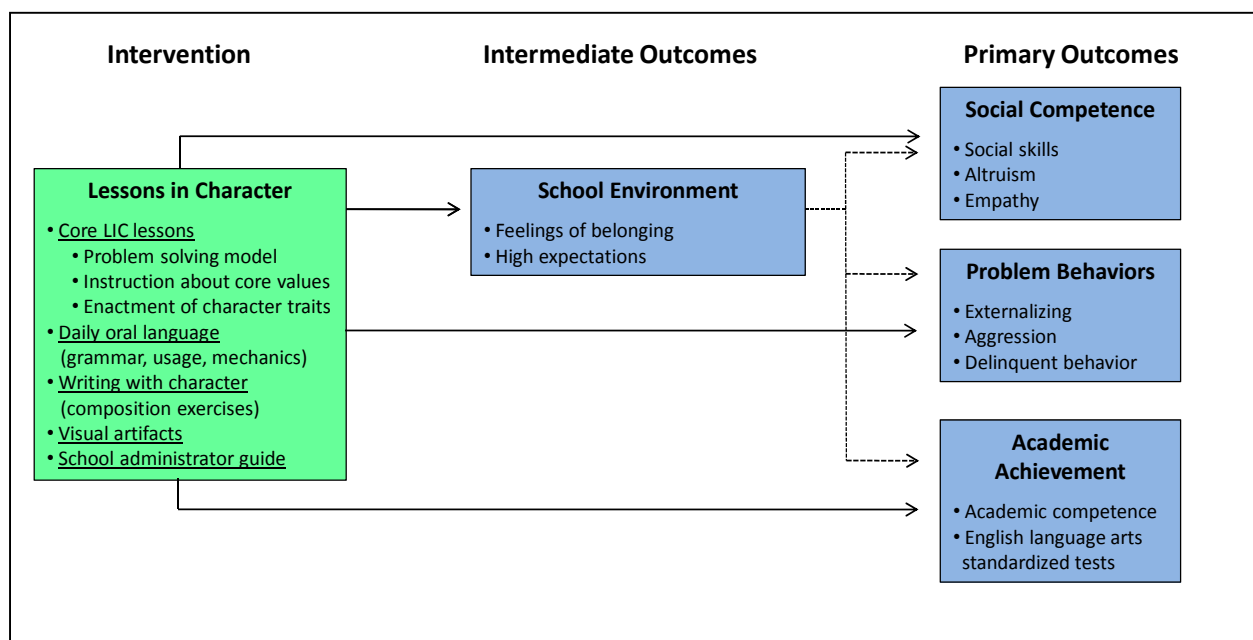 Intervention
Intermediate Outcomes
Primary Outcomes
Lessons in Character
• Core LIC lessons
• Problem solving model
• Instruction about core values
• Enactment of character traits
• Daily oral language
(grammar, usage, mechanics)
• Writing with character
(composition exercises)
• Visual artifacts
• School administrator guide
School Environment
• Feelings of belonging
• High expectations
Social Competence
• Social skills
• Altruism
• Empathy
Problem Behaviors
• Externalizing
• Aggression
• Delinquent behavior
Academic
Achievement
• Academic competence
• English language arts
standardized tests